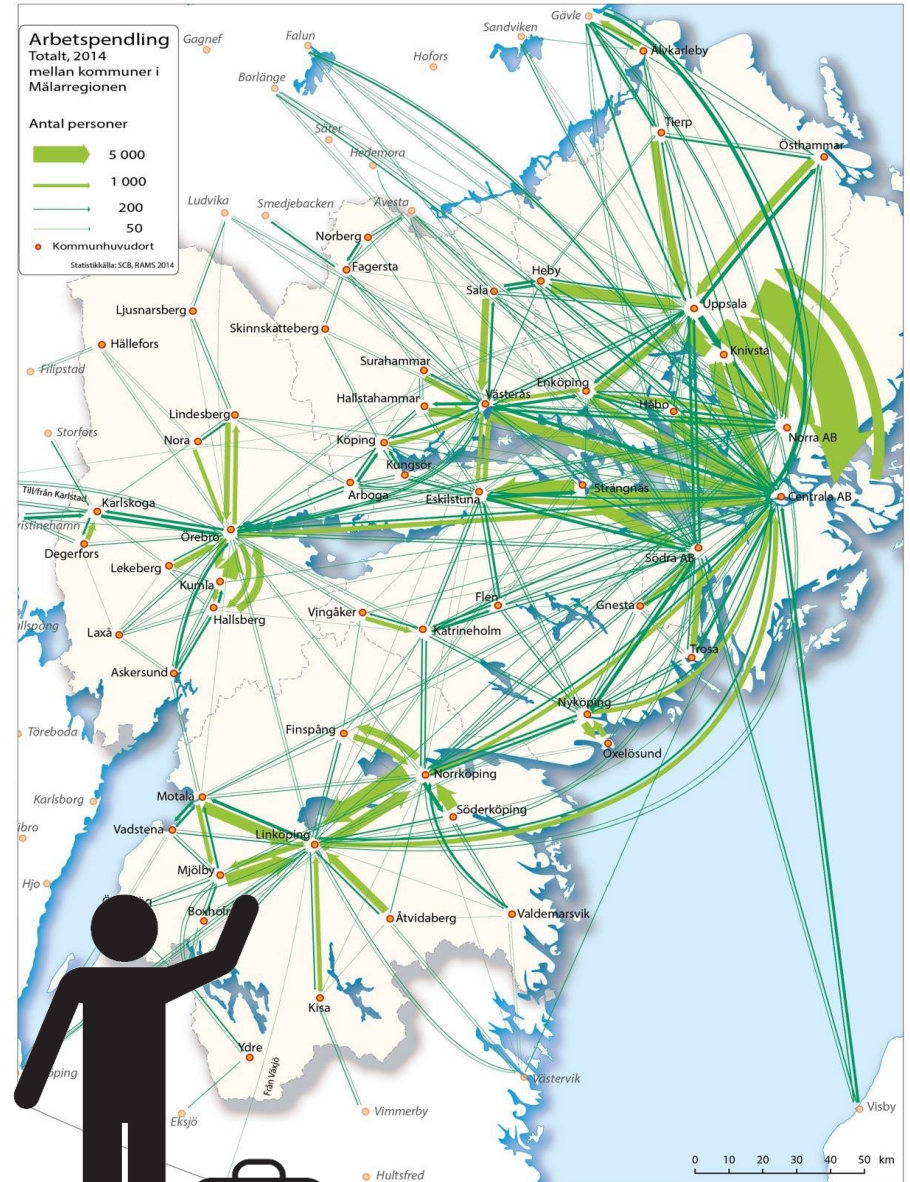 Arbetspendling
Totalt, 2014
mellan kommuner i
Mälarregionen
Antal personer
5 000
1 000
200
50
Kommunhuvudort
Statistikkälla: SCB, RAMS 2014
Gävle
Sandviken
Gagnef
Falun
Hofors
Älvkarleby
Borlänge
Tierp
Säter
Östhammar
Hedemora
Ludvika
Smedjebacken
Avesta
Norberg
Fagersta
Heby
Sala
Uppsala
Ljusnarsberg
Skinnskatteberg
Hällefors
Knivsta
Surahammar
Filipstad
Enköping
Västerås
Hallstahammar
Håbo
Lindesberg
Norra AB
Storfors
Nora
Köping
Kungsör
Arboga
Strängnäs
Till/från Karlstad
Eskilstuna
Centrala AB
Karlskoga
ristinehamn
Örebro
Degerfors
Södra AB
Lekeberg
Kumla
Flen
Gnesta
Hallsberg
Vingåker
Katrineholm
Laxå
Trosa
Askersund
Nyköping
Finspång
Töreboda
Oxelösund
Norrköping
Motala
Karlsborg
Söderköping
Vadstena
Linköping
Mjölby
Hjo
Åtvidaberg
Valdemarsvik
Kisa
Ydre
Från Växjö
Västervik
Vimmerby
Visby
Eksjö
Hultsfred
0 10 20 30 40 50 km